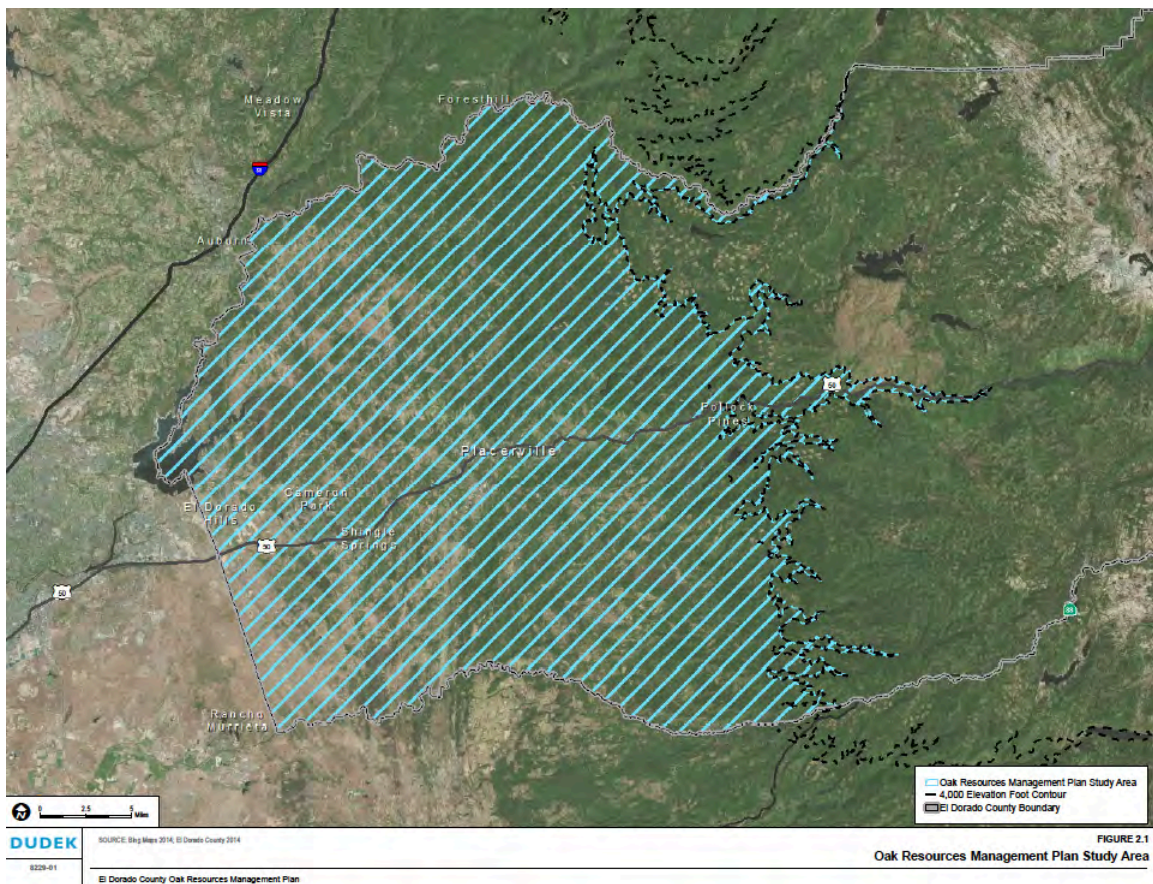 Meadow
Vista
Foresthill
80
Auburn
50
Pollock
Pines
Placerville
El Dorado
Hills
Cameron
Park
Shingle
Springs
50
50
88
Rancho
Murrieta
Oak Resources Management Plan Study Area
4,000 Elevation Foot Contour
El Dorado County Boundary
N
0 2.5 5
Miles
DUDEK
8229-01
SOURCE: Bing Maps 2014; El Dorado County 2014
El Dorado County Oak Resources Management Plan
FIGURE 2.1
Oak Resources Management Plan Study Area